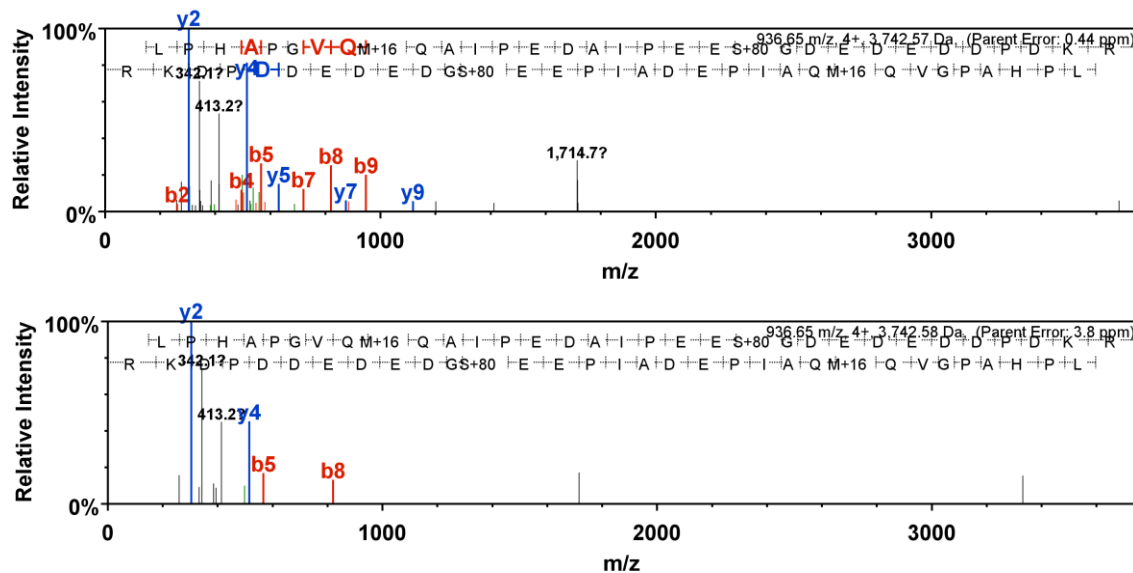 y2
100%
L P H A P G V Q M+16 Q A I P E D A I P E E S+80 G D E D E D D P D K R
936.65 m/z, 4+, 3,742.57 Da, (Parent Error: 0.44 ppm)
R K D P D D E D E D G S+80 E E P I A D E P I A Q M+16 Q V G P A H P L
342.1?
y4
413.2?
b5
b8
1,714.7?
b2
b4
y5
b7
b9
y7
y9
Relative Intensity
0%
0
1000
2000
3000
m/z
y2
100%
L P H A P G V Q M+16 Q A I P E D A I P E E S+80 G D E D E D D P D K R
936.65 m/z, 4+, 3,742.58 Da, (Parent Error: 3.8 ppm)
R K D P D D E D E D G S+80 E E P I A D E P I A Q M+16 Q V G P A H P L
342.1?
413.2?
y4
b5
b8
Relative Intensity
0%
0
1000
2000
3000
m/z